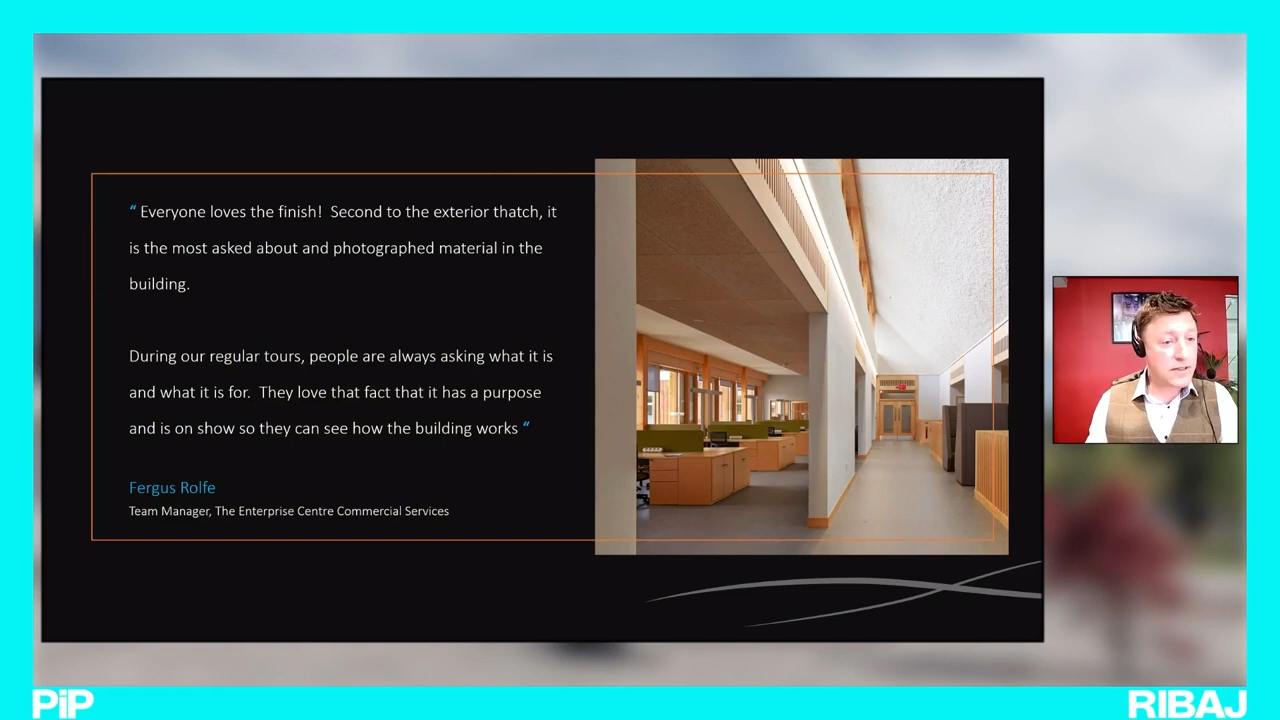 “ Everyone loves the finish!  Second to the exterior thatch, it
is the most asked about and photographed material in the
building.
During our regular tours, people are always asking what it is
and what it is for.  They love that fact that it has a purpose
and is on show so they can see how the building works “
Fergus Rolfe
Team Manager, The Enterprise Centre Commercial Services
PiP
RIBAJ